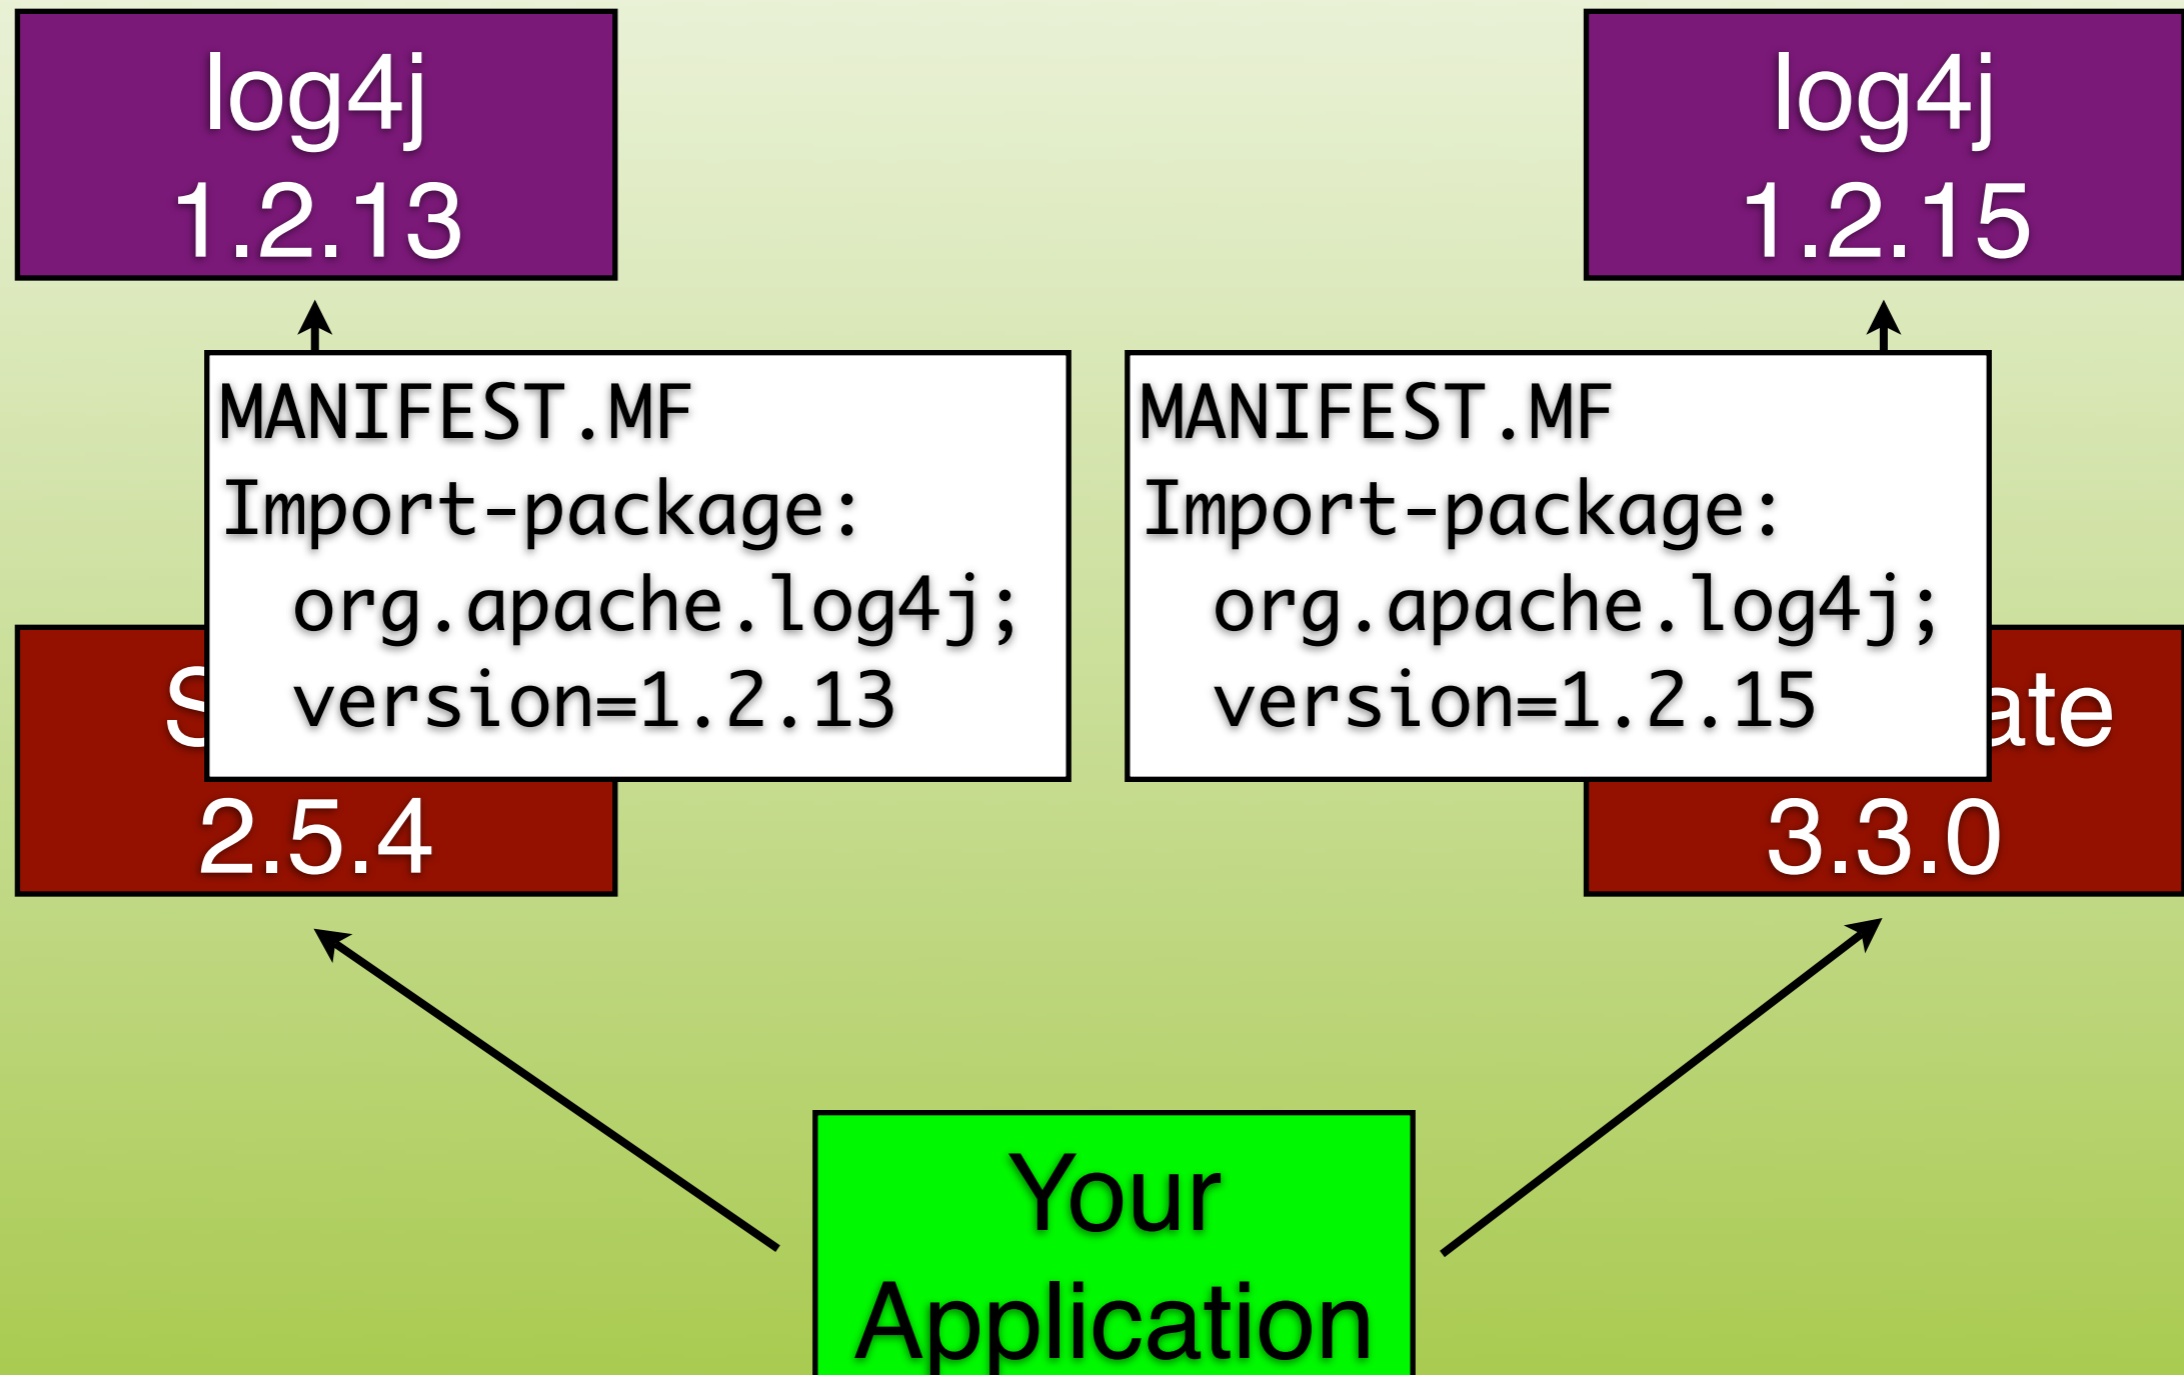 log4j
1.2.13
log4j
1.2.15
MANIFEST.MF
Import-package:
org.apache.log4j;
version=1.2.13
MANIFEST.MF
Import-package:
org.apache.log4j;
version=1.2.15
2.5.4
3.3.0
Your
Application